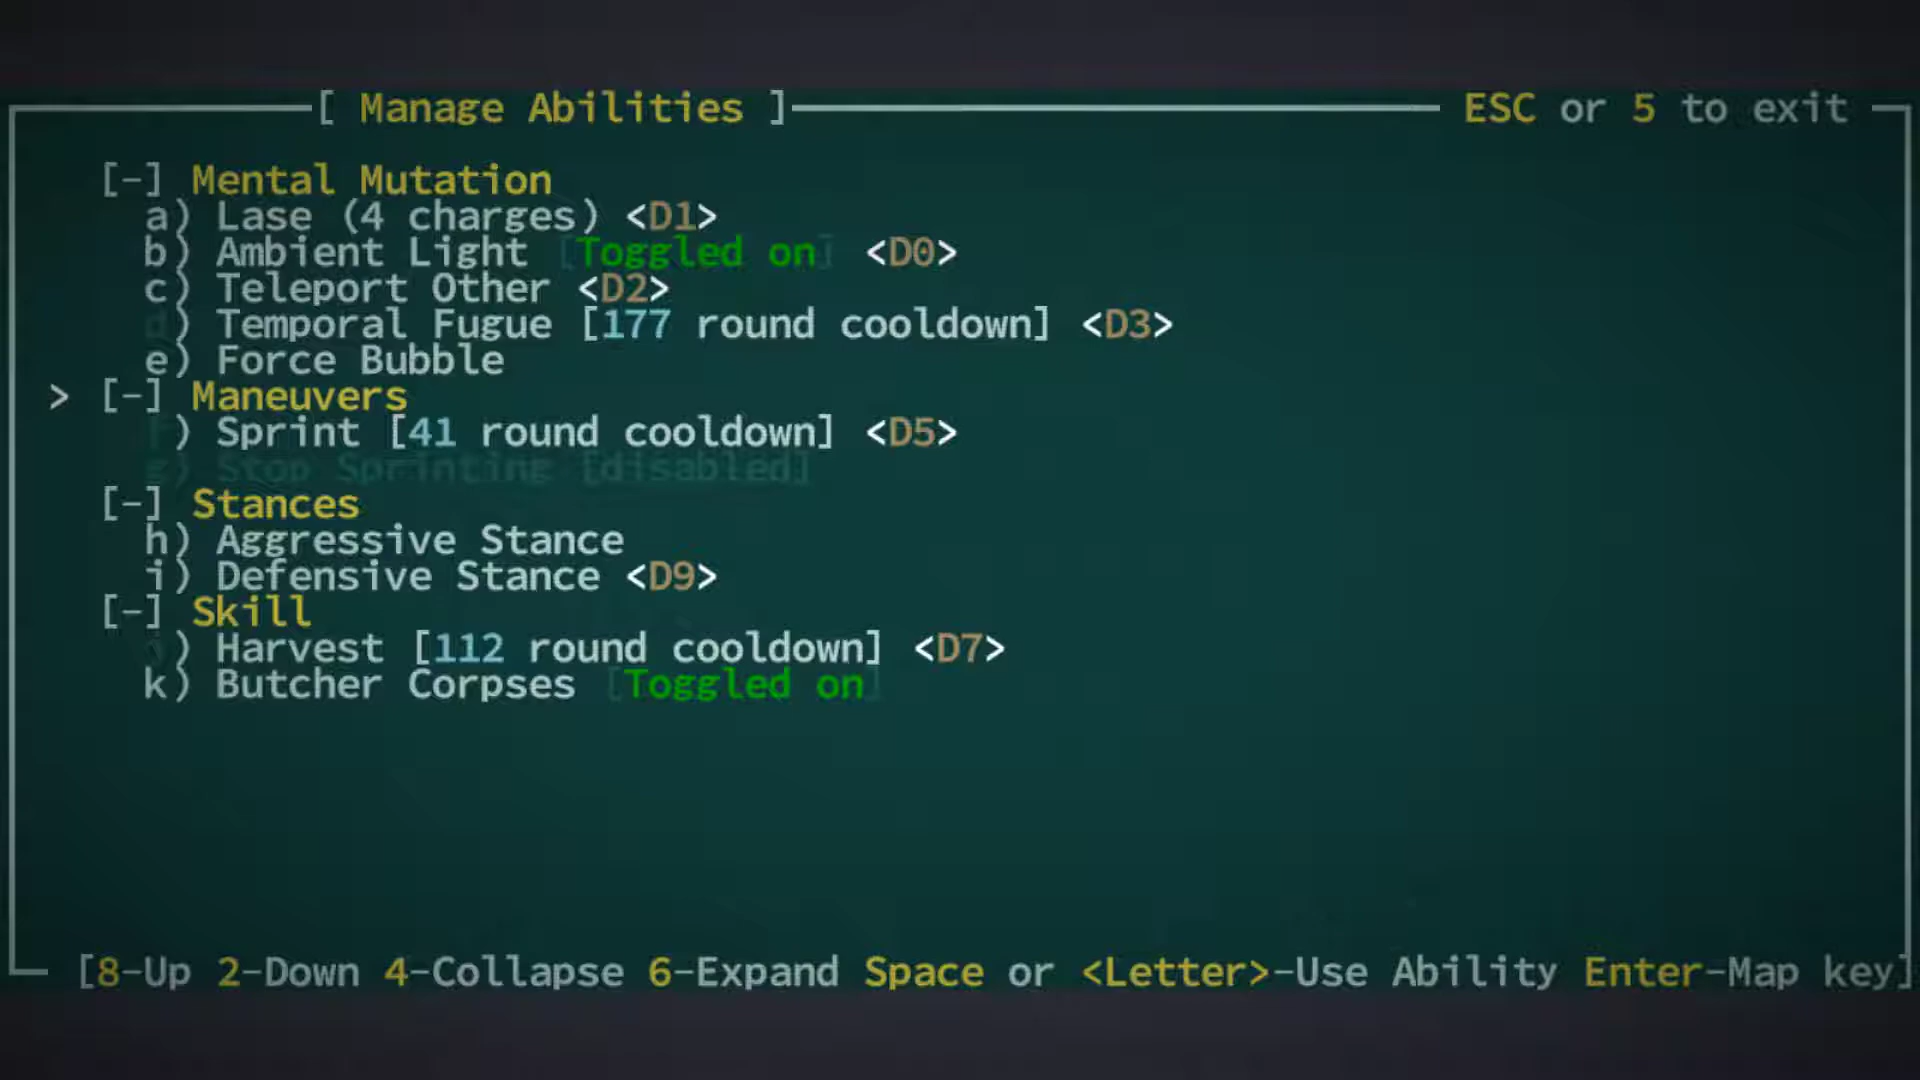 [ Manage Abilities ] ESC or 5 to exit
[-] Mental Mutation
a) Lase (4 charges) <D1>
b) Ambient Light [Toggled on] <D0>
c) Teleport Other <D2>
d) Temporal Fugue [177 round cooldown] <D3>
e) Force Bubble
> [-] Maneuvers
f) Sprint [41 round cooldown] <D5>
g) Stop Sprinting [disabled]
[-] Stances
h) Aggressive Stance
i) Defensive Stance <D9>
[-] Skill
) Harvest [112 round cooldown] <D7>
k) Butcher Corpses [Toggled on]
[8-Up 2-Down 4-Collapse 6-Expand Space or <Letter>-Use Ability Enter-Map key]